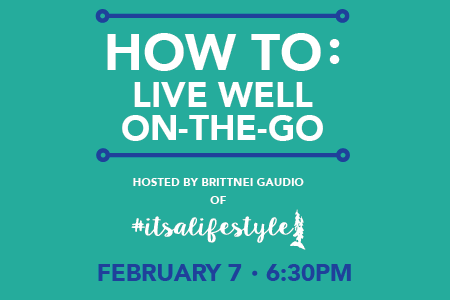 HOW TO:
LIVE WELL
ON-THE-GO
HOSTED BY BRITTNEI GAUDIO
OF
#itsalifestyle
FEBRUARY 7 · 6:30PM